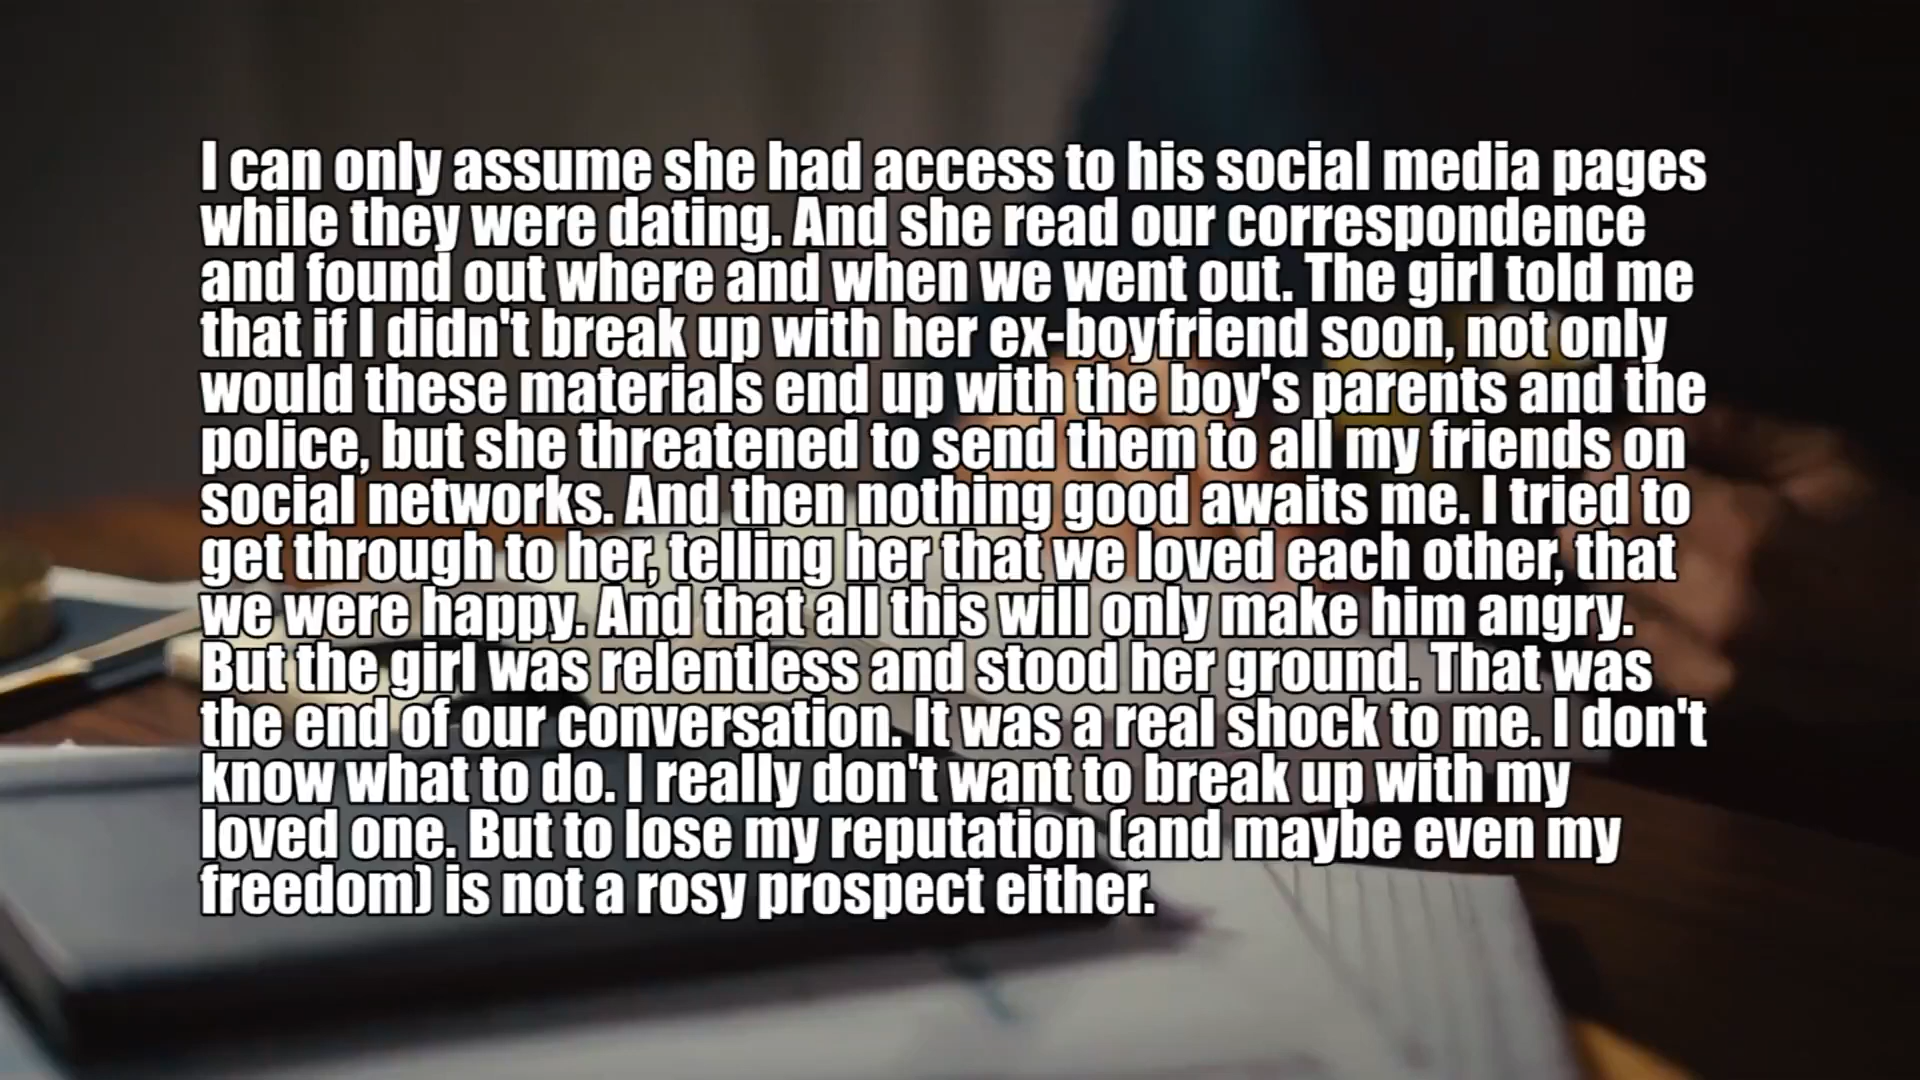 I can only assume she had access to his social media pages
while they were dating. And she read our correspondence
and found out where and when we went out. The girl told me
that if I didn't break up with her ex-boyfriend soon, not only
would these materials end up with the boy's parents and the
police, but she threatened to send them to all my friends on
social networks. And then nothing good awaits me. I tried to
get through to her, telling her that we loved each other, that
we were happy. And that all this will only make him angry.
But the girl was relentless and stood her ground. That was
the end of our conversation. It was a real shock to me. I don't
know what to do. I really don't want to break up with my
loved one. But to lose my reputation (and maybe even my
freedom) is not a rosy prospect either.